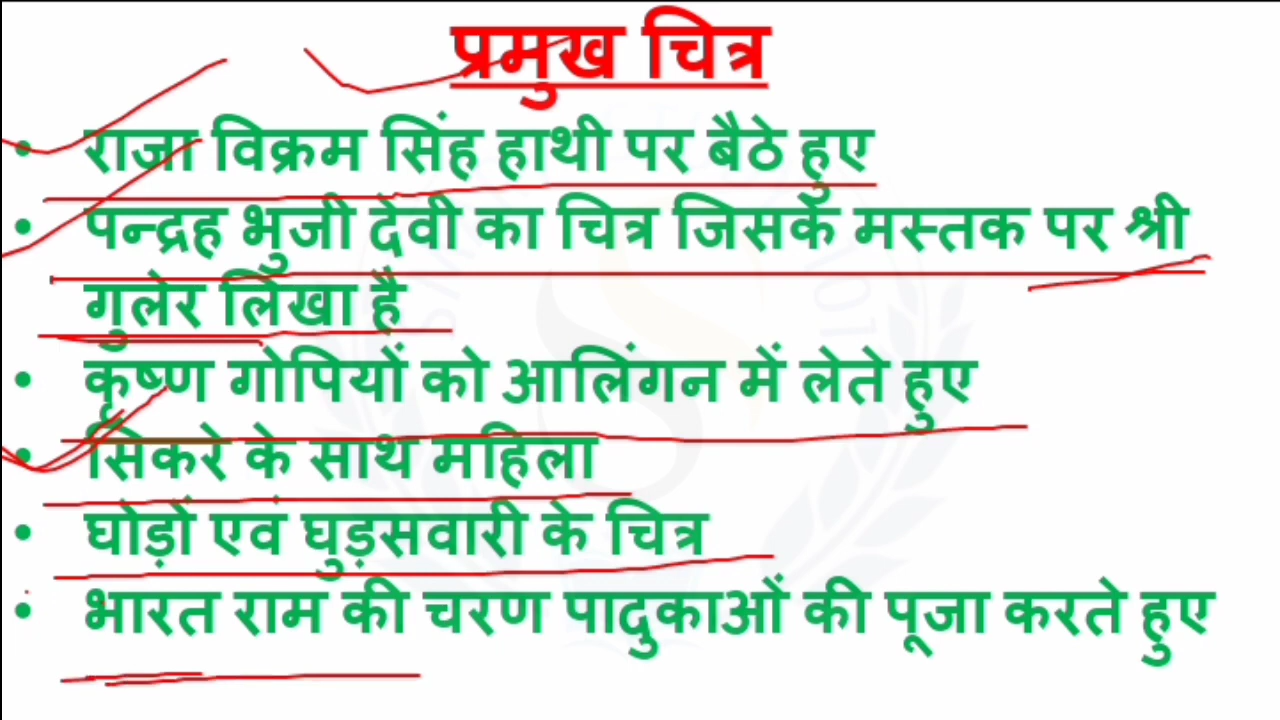 प्रमुख चित्र
• राजा विक्रम सिंह हाथी पर बैठे हुए
• पन्द्रह भुजी देवी का चित्र जिसके मस्तक पर श्री
गुलेर लिखा है
• कृष्ण गोपियों को आलिंगन में लेते हुए
• सिकरे के साथ महिला
• घोड़ों एवं घुड़सवारी के चित्र
• भारत राम की चरण पादुकाओं की पूजा करते हुए